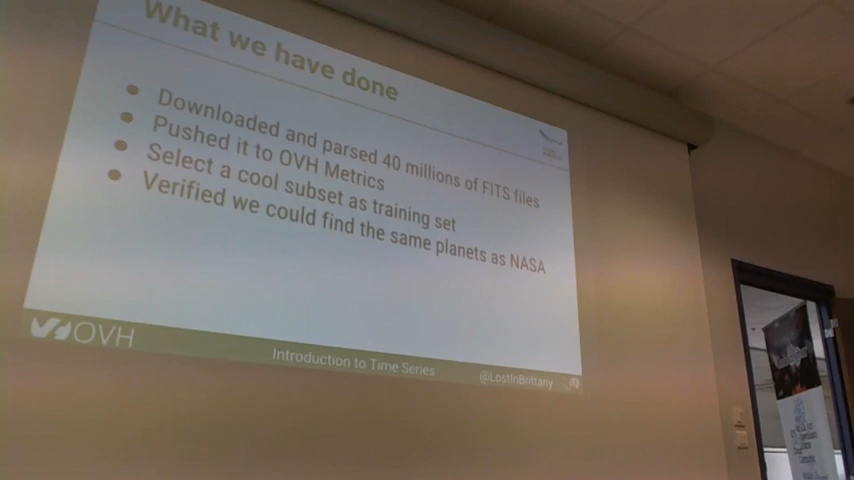 What we have done
Downloaded and parsed 40 millions of FITS files
Pushed it to OVH Metrics
Select a cool subset as training set
Verified we could find the same planets as NASA
OVH
Introduction to Time Series
@LostInBrittany